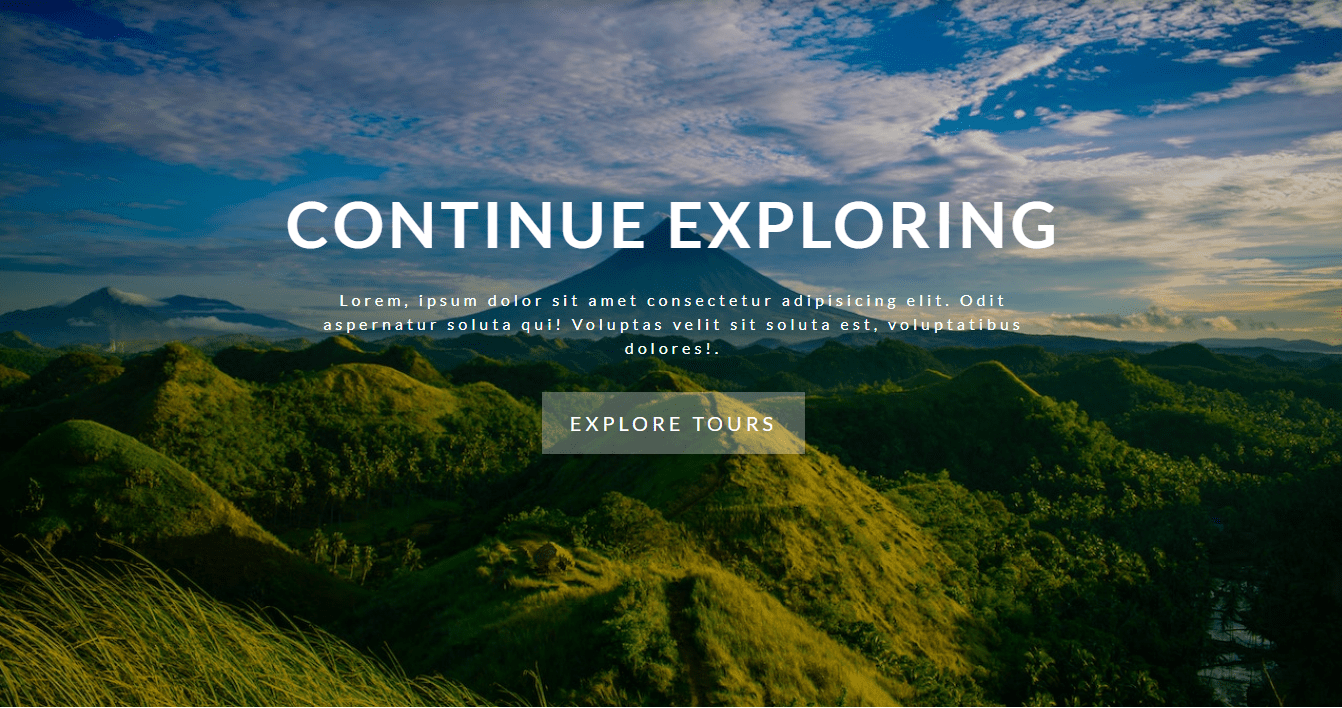 CONTINUE EXPLORING
Lorem, ipsum dolor sit amet consectetur adipisicing elit. Odit
aspernatur soluta qui! Voluptas velit sit soluta est, voluptatibus
dolores!.
EXPLORE TOURS